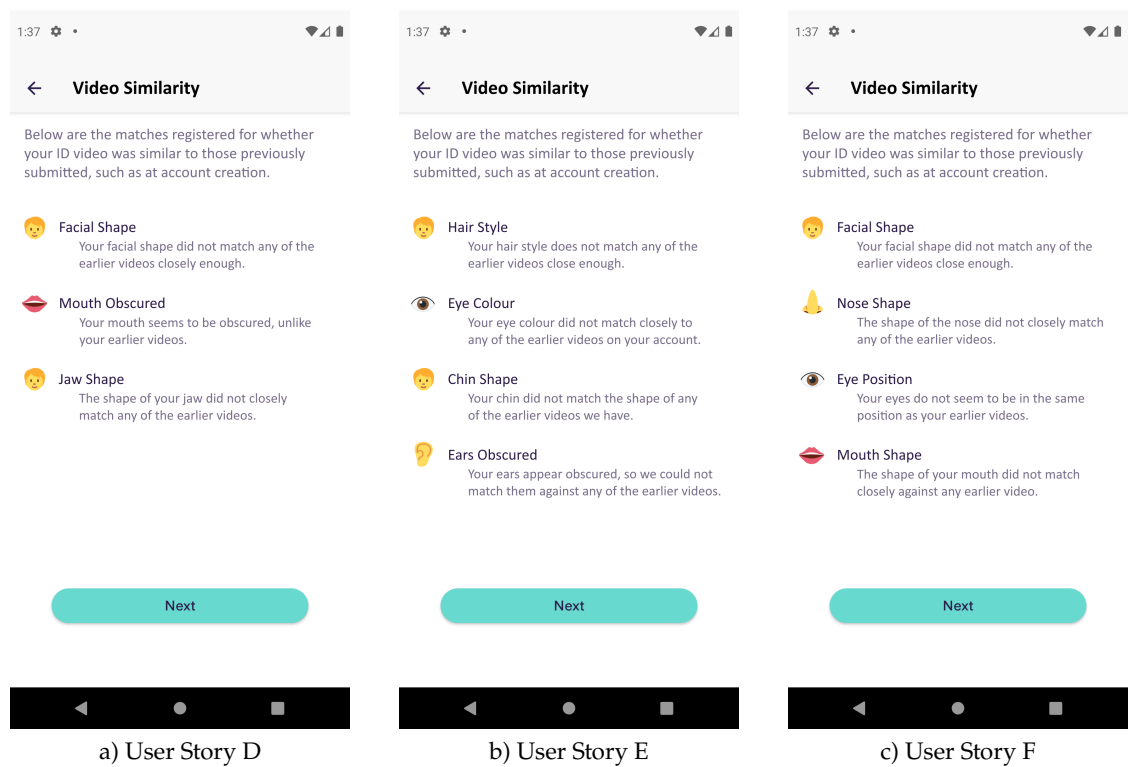 1:37
Video Similarity
Below are the matches registered for whether
your ID video was similar to those previously
submitted, such as at account creation.
Facial Shape
Your facial shape did not match any of the
earlier videos closely enough.
Mouth Obscured
Your mouth seems to be obscured, unlike
your earlier videos.
Jaw Shape
The shape of your jaw did not closely
match any of the earlier videos.
Next
a) User Story D
1:37
Video Similarity
Below are the matches registered for whether
your ID video was similar to those previously
submitted, such as at account creation.
Hair Style
Your hair style does not match any of the
earlier videos close enough.
Eye Colour
Your eye colour did not match closely to
any of the earlier videos on your account.
Chin Shape
Your chin did not match the shape of any
of the earlier videos we have.
Ears Obscured
Your ears appear obscured, so we could not
match them against any of the earlier videos.
Next
b) User Story E
1:37
Video Similarity
Below are the matches registered for whether
your ID video was similar to those previously
submitted, such as at account creation.
Facial Shape
Your facial shape did not match any of the
earlier videos closely enough.
Nose Shape
The shape of the nose did not closely match
any of the earlier videos.
Eye Position
Your eyes do not seem to be in the same
position as your earlier videos.
Mouth Shape
The shape of your mouth did not match
closely against any earlier video.
Next
c) User Story F